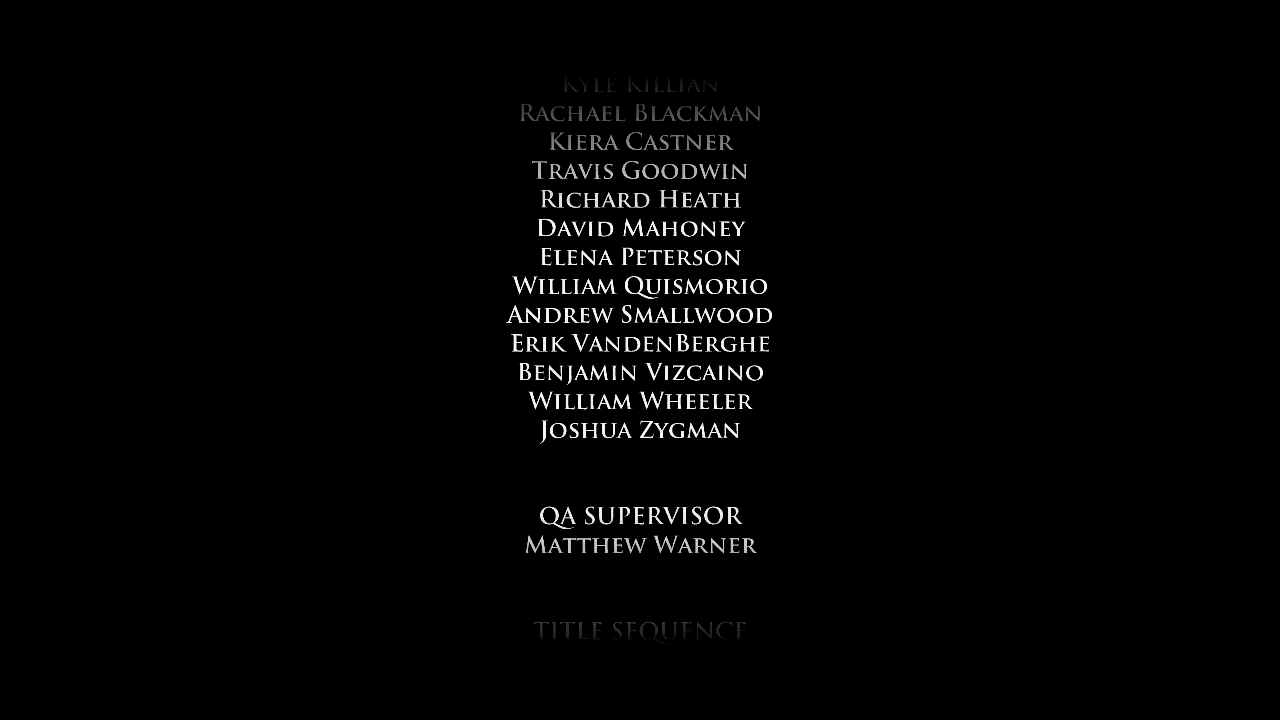 Kyle Killian
Rachael Blackman
Kiera Castner
Travis Goodwin
Richard Heath
David Mahoney
Elena Peterson
William Quismorio
Andrew Smallwood
Erik VandenBerghe
Benjamin Vizcaino
William Wheeler
Joshua Zygman
QA SUPERVISOR
Matthew Warner
TITLE SEQUENCE